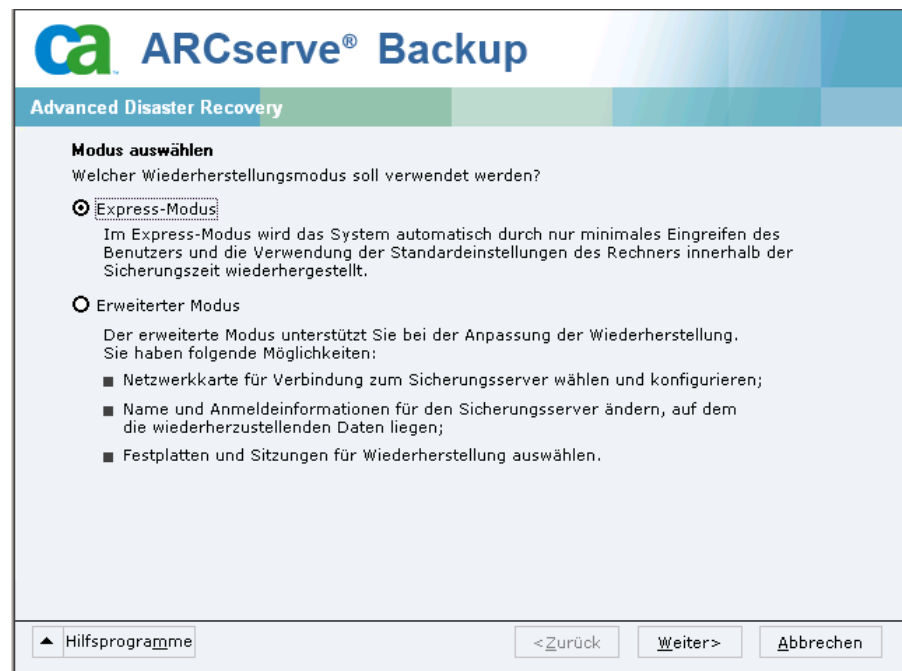 ca ARCserve® Backup
Advanced Disaster Recovery
Modus auswählen
Welcher Wiederherstellungsmodus soll verwendet werden?
Express-Modus
Im Express-Modus wird das System automatisch durch nur minimales Eingreifen des
Benutzers und die Verwendung der Standardeinstellungen des Rechners innerhalb der
Sicherungszeit wiederhergestellt.
Erweiterter Modus
Der erweiterte Modus unterstützt Sie bei der Anpassung der Wiederherstellung.
Sie haben folgende Möglichkeiten:
Netzwerkkarte für Verbindung zum Sicherungsserver wählen und konfigurieren;
Name und Anmeldeinformationen für den Sicherungsserver ändern, auf dem
die wiederherzustellenden Daten liegen;
Festplatten und Sitzungen für Wiederherstellung auswählen.
Hilfsprogramme <Zurück Weiter> Abbrechen